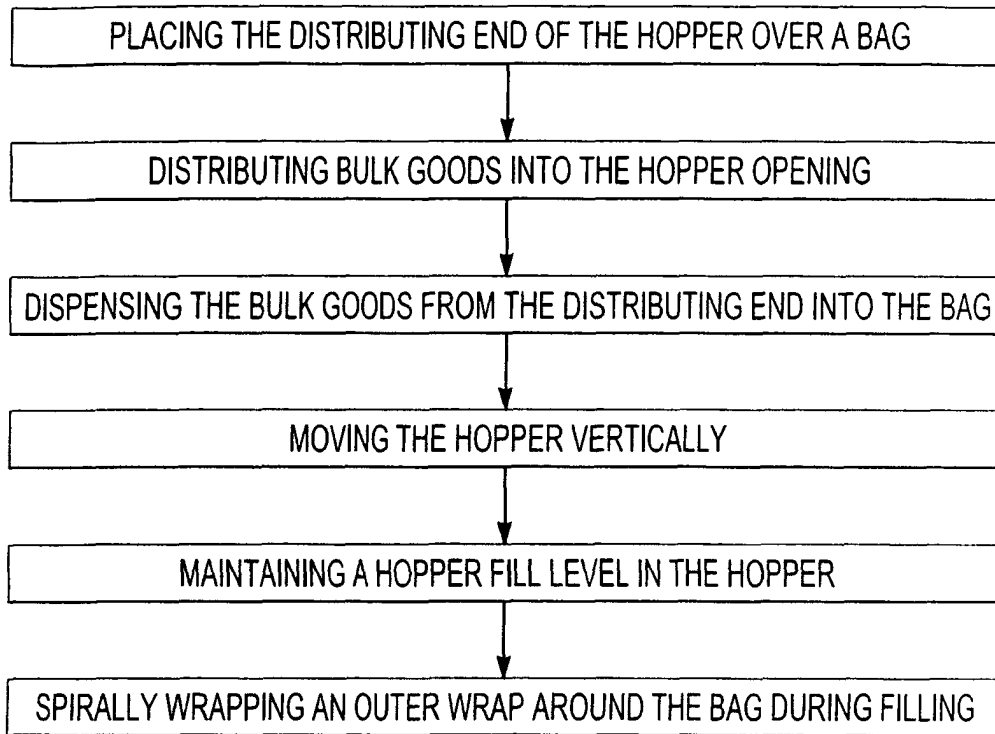 PLACING THE DISTRIBUTING END OF THE HOPPER OVER A BAG
DISTRIBUTING BULK GOODS INTO THE HOPPER OPENING
DISPENSING THE BULK GOODS FROM THE DISTRIBUTING END INTO THE BAG
MOVING THE HOPPER VERTICALLY
MAINTAINING A HOPPER FILL LEVEL IN THE HOPPER
SPIRALLY WRAPPING AN OUTER WRAP AROUND THE BAG DURING FILLING